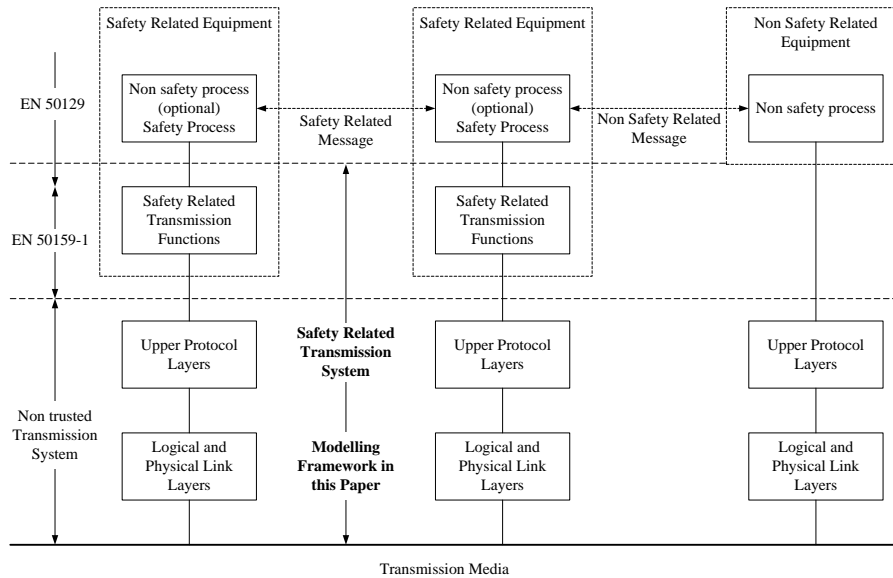 Safety Related Equipment
Safety Related Equipment
Non Safety Related
Equipment
EN 50129
Non safety process
(optional)
Safety Process
Safety Related
Message
Non safety process
(optional)
Safety Process
Non Safety Related
Message
Non safety process
EN 50159-1
Safety Related
Transmission
Functions
Safety Related
Transmission
Functions
Non trusted
Transmission
System
Upper Protocol
Layers
Safety Related
Transmission
System
Upper Protocol
Layers
Upper Protocol
Layers
Logical and
Physical Link
Layers
Modelling
Framework in
this Paper
Logical and
Physical Link
Layers
Logical and
Physical Link
Layers
Transmission Media